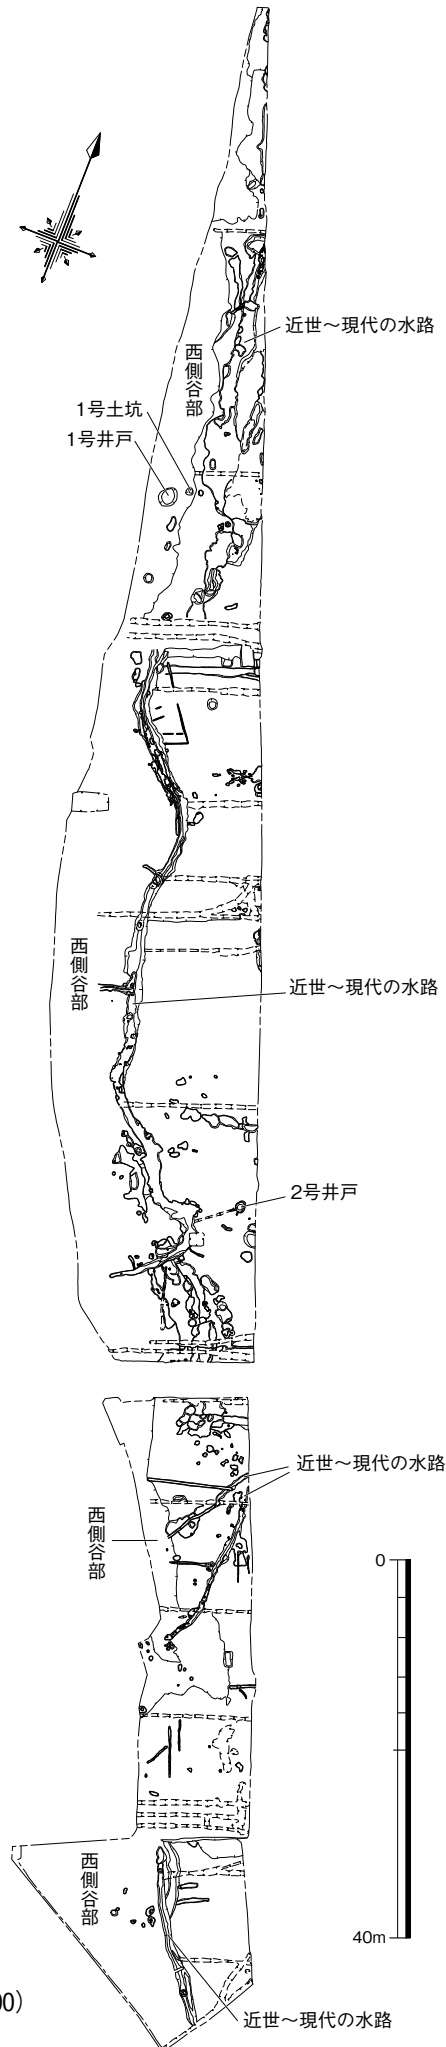 近世～現代の水路
西側谷部
1号土坑
1号井戸
西側谷部
近世～現代の水路
2号井戸
近世～現代の水路
西側谷部
0
西側谷部
40m
00)
近世～現代の水路